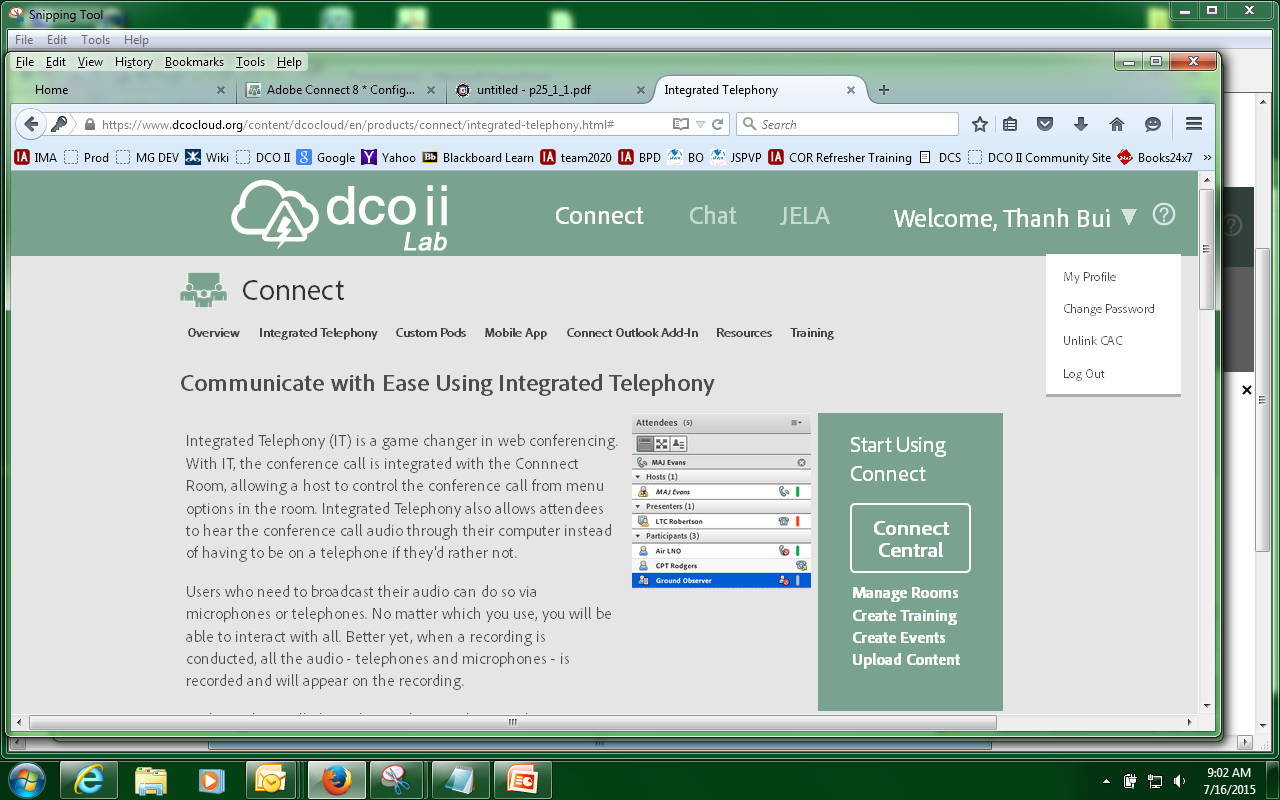 Snipping Tool
File Edit Tools Help
File Edit View History Bookmarks Tools Help
Home Adobe Connect 8 * Config... untitled - p25_1_1.pdf Integrated Telephony
https://www.dcocloud.org/content/dcocloud/en/products/connect/integrated-telephony.html# Search
IMA Prod MG DEV Wiki DCO II Google Yahoo Blackboard Learn team2020 BPD BO JSPVP COR Refresher Training DCS DCO II Community Site Books24x7 »
dco ii
Lab
Connect Chat JELA Welcome, Thanh Bui
My Profile
Change Password
Unlink CAC
Log Out
Connect
Overview Integrated Telephony Custom Pods Mobile App Connect Outlook Add-In Resources Training
Communicate with Ease Using Integrated Telephony
Integrated Telephony (IT) is a game changer in web conferencing.
With IT, the conference call is integrated with the Connnect
Room, allowing a host to control the conference call from menu
options in the room. Integrated Telephony also allows attendees
to hear the conference call audio through their computer instead
of having to be on a telephone if they'd rather not.
Users who need to broadcast their audio can do so via
microphones or telephones. No matter which you use, you will be
able to interact with all. Better yet, when a recording is
conducted, all the audio - telephones and microphones - is
recorded and will appear on the recording.
Attendees (5)
MAJ Evans
Hosts (1)
MAJ Evans
Presenters (1)
LTC Robertson
Participants (3)
Air LNO
CPT Rodgers
Ground Observer
Start Using
Connect
Connect
Central
Manage Rooms
Create Training
Create Events
Upload Content
9:02 AM
7/16/2015